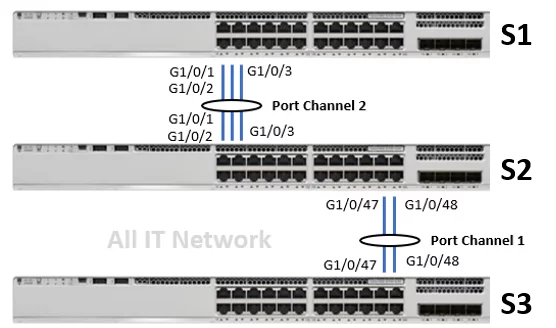 S1
G1/0/1 G1/0/3
G1/0/2
Port Channel 2
G1/0/1
G1/0/2 G1/0/3
S2
G1/0/47 G1/0/48
All IT Network
Port Channel 1
G1/0/47 G1/0/48
S3